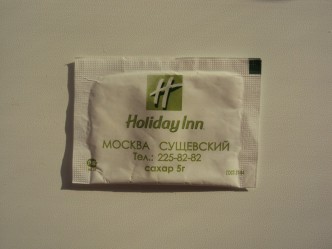 H
Holiday Inn
МОСКВА СУЩЕВСКИЙ
Тел.: 225-82-82
сахар 5г